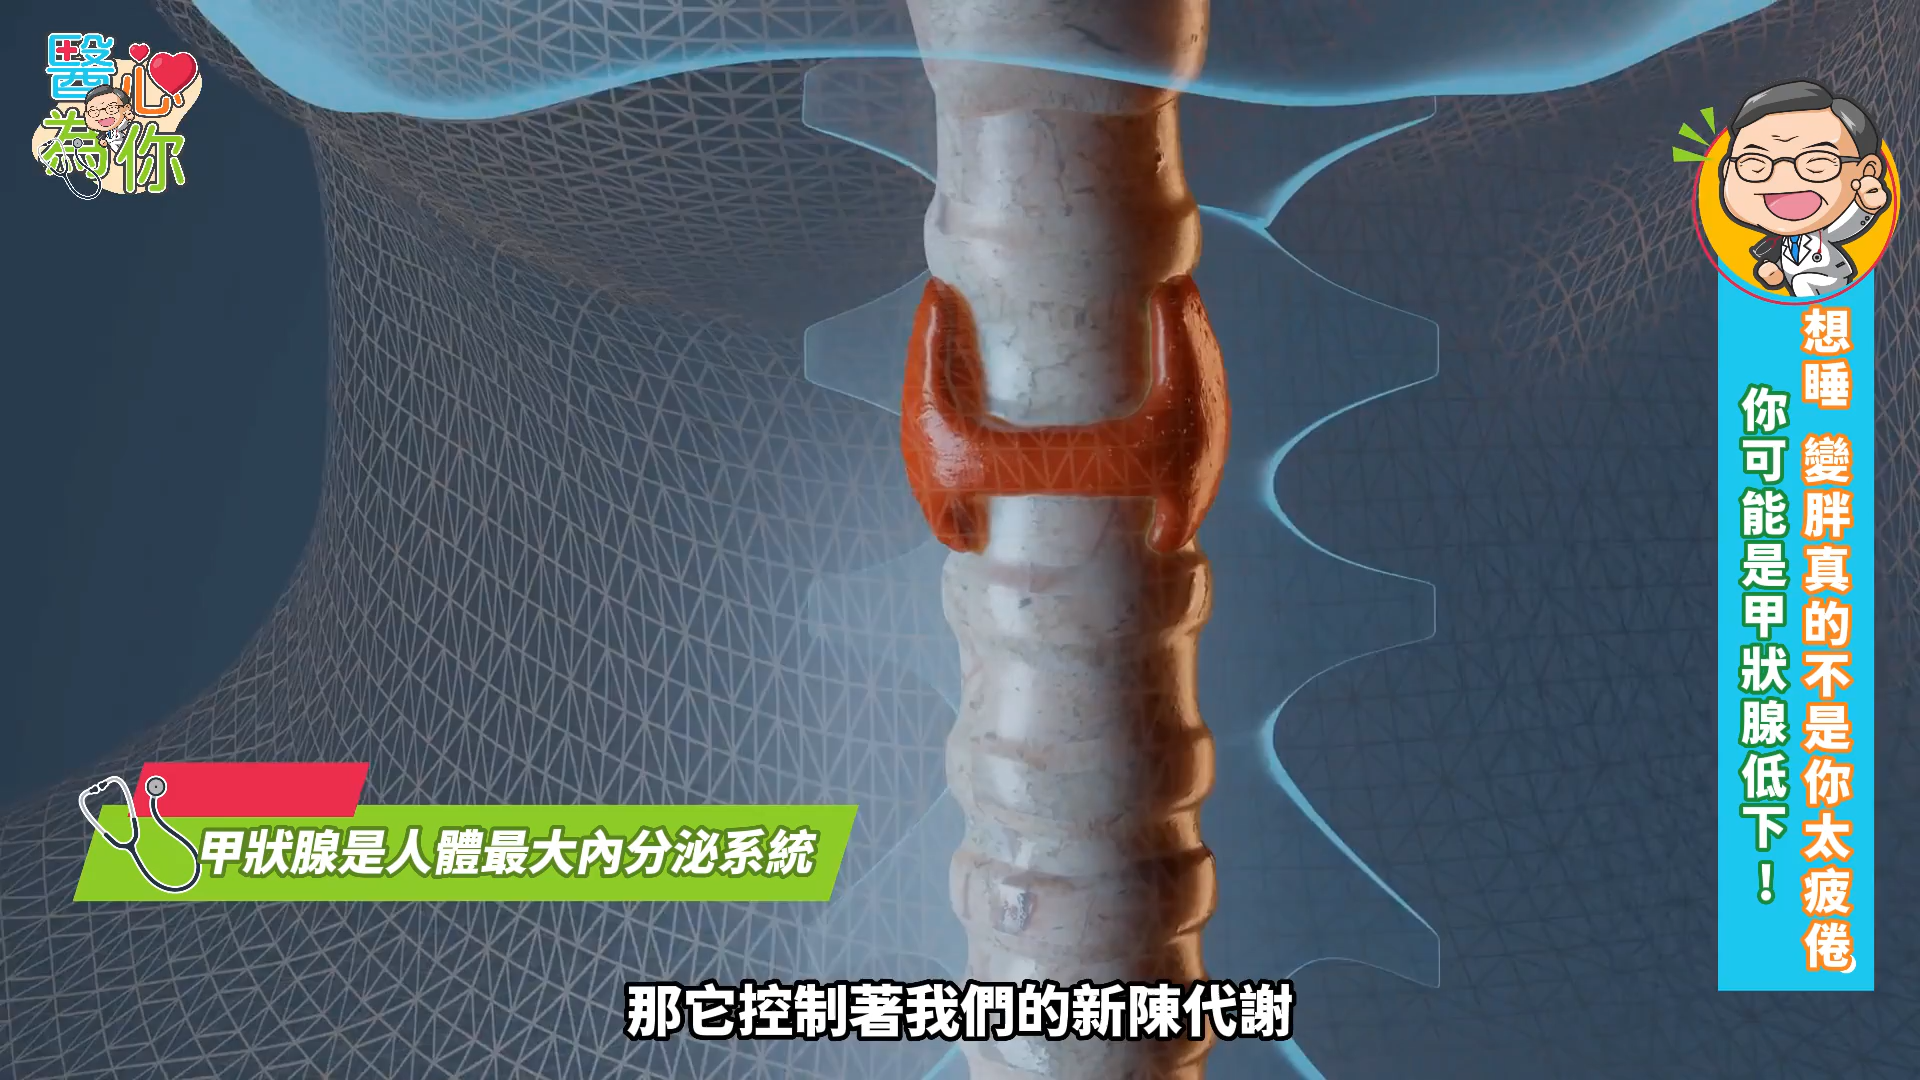 醫心
為你
想睡 變胖真的不是你太疲倦
你可能是甲狀腺低下！
甲狀腺是人體最大內分泌系統
那它控制著我們的新陳代謝